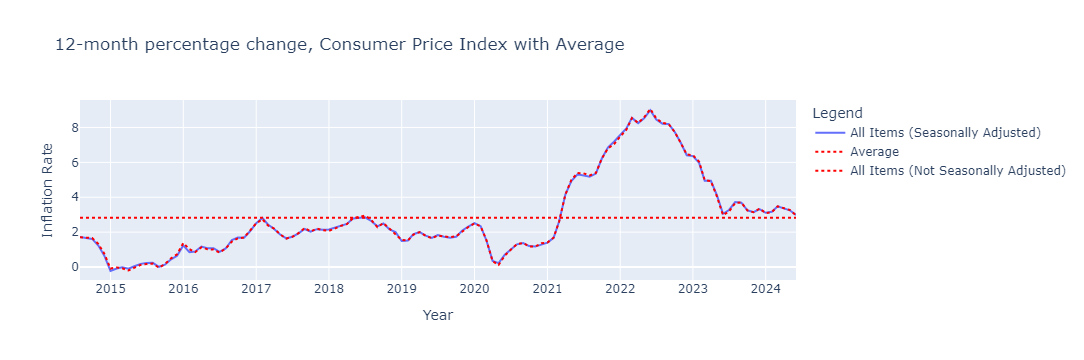 12-month percentage change, Consumer Price Index with Average
Legend
All Items (Seasonally Adjusted)
Average
All Items (Not Seasonally Adjusted)
Inflation Rate
8
6
4
2
0
2015 2016 2017 2018 2019 2020 2021 2022 2023 2024
Year